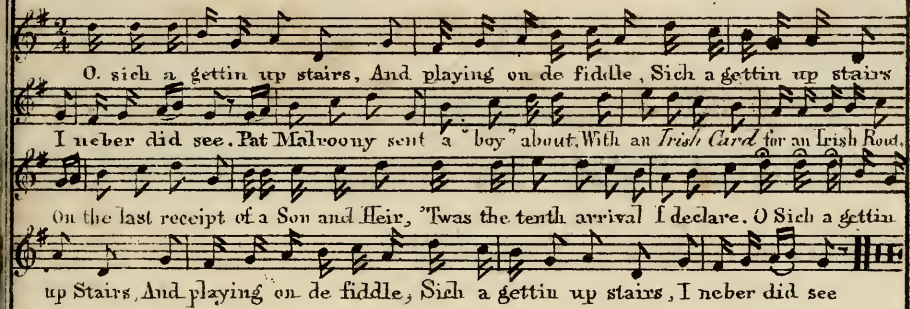 O. sich a gettin up stairs, And playing on de fiddle, Sich a gettin up stairs
I neber did see. Pat Malroony sent a "boy" about, With an Irish Card for an Irish Rout,
On the last receipt of a Son and Heir, 'Twas the tenth arrival I declare. O Sich a gettin
up Stairs, And playing on de fiddle, Sich a gettin up stairs, I neber did see